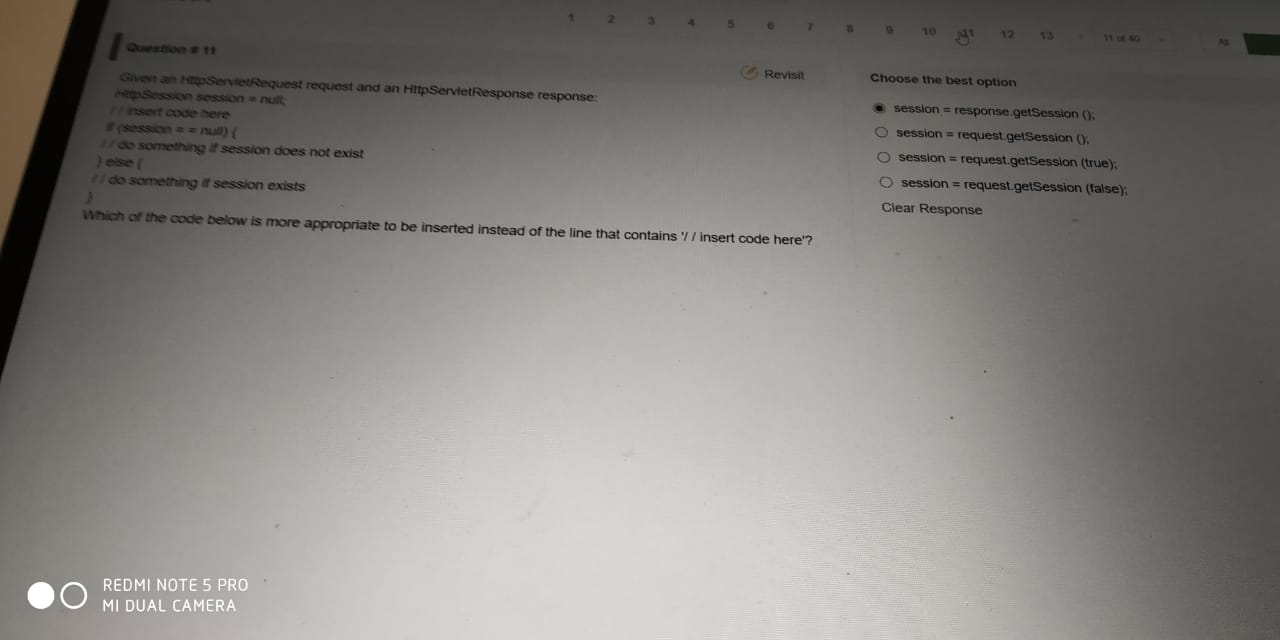 1 2 3 4 5 6 7 8 9 10 11 12 13 11 of 40 All
Question # 11
Revisit
Given an HttpServletRequest request and an HttpServletResponse response:
HttpSession session = null;
/ / insert code here
if (session = = null) {
/ / do something if session does not exist
} else {
/ / do something if session exists
}
Which of the code below is more appropriate to be inserted instead of the line that contains '/ / insert code here'?
Choose the best option
session = response.getSession ();
session = request.getSession ();
session = request.getSession (true);
session = request.getSession (false);
Clear Response
REDMI NOTE 5 PRO
MI DUAL CAMERA